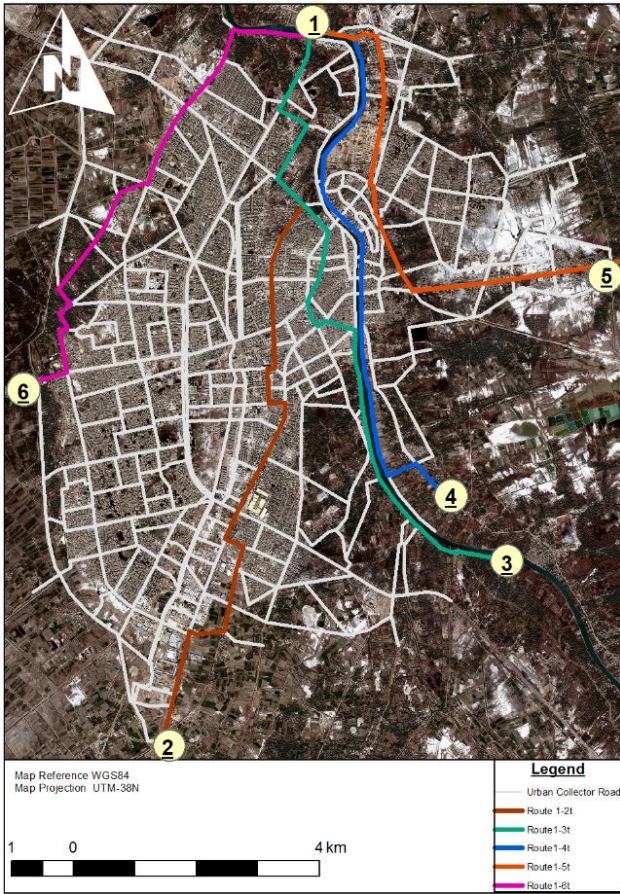 N
1
5
6
4
3
2
Map Reference WGS84
Map Projection UTM-38N
1 0 4 km
Legend
Urban Collector Road
Route 1-2t
Route1-3t
Route1-4t
Route1-5t
Route1-6t